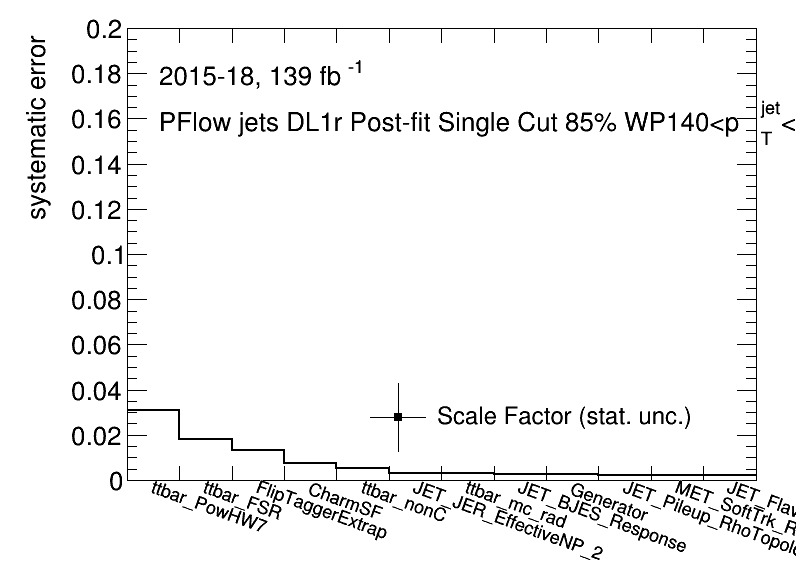 systematic error
0.2
0.18
0.16
0.14
0.12
0.1
0.08
0.06
0.04
0.02
0
2015-18, 139 fb -1
PFlow jets DL1r Post-fit Single Cut 85% WP140<p jet T <
Scale Factor (stat. unc.)
ttbar_PowHW7
ttbar_FSR
FlipTaggerExtrap
CharmSF
ttbar_nonC
JET_JER_EffectiveNP_2
ttbar_mc_rad
JET_BJES_Response
Generator
JET_Pileup_RhoTopolo
MET_SoftTrk_R
JET_Flav